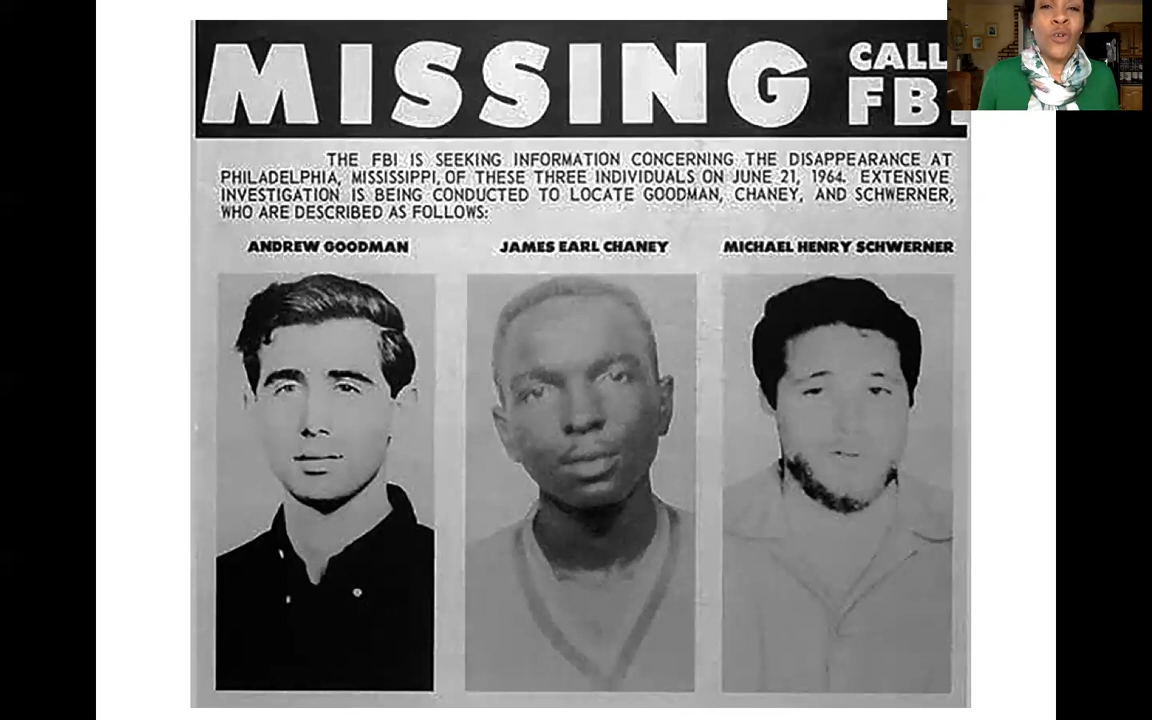 MISSING CALL FBI
THE FBI IS SEEKING INFORMATION CONCERNING THE DISAPPEARANCE AT
PHILADELPHIA, MISSISSIPPI, OF THESE THREE INDIVIDUALS ON JUNE 21, 1964. EXTENSIVE
INVESTIGATION IS BEING CONDUCTED TO LOCATE GOODMAN, CHANEY, AND SCHWERNER,
WHO ARE DESCRIBED AS FOLLOWS:
ANDREW GOODMAN JAMES EARL CHANEY MICHAEL HENRY SCHWERNER